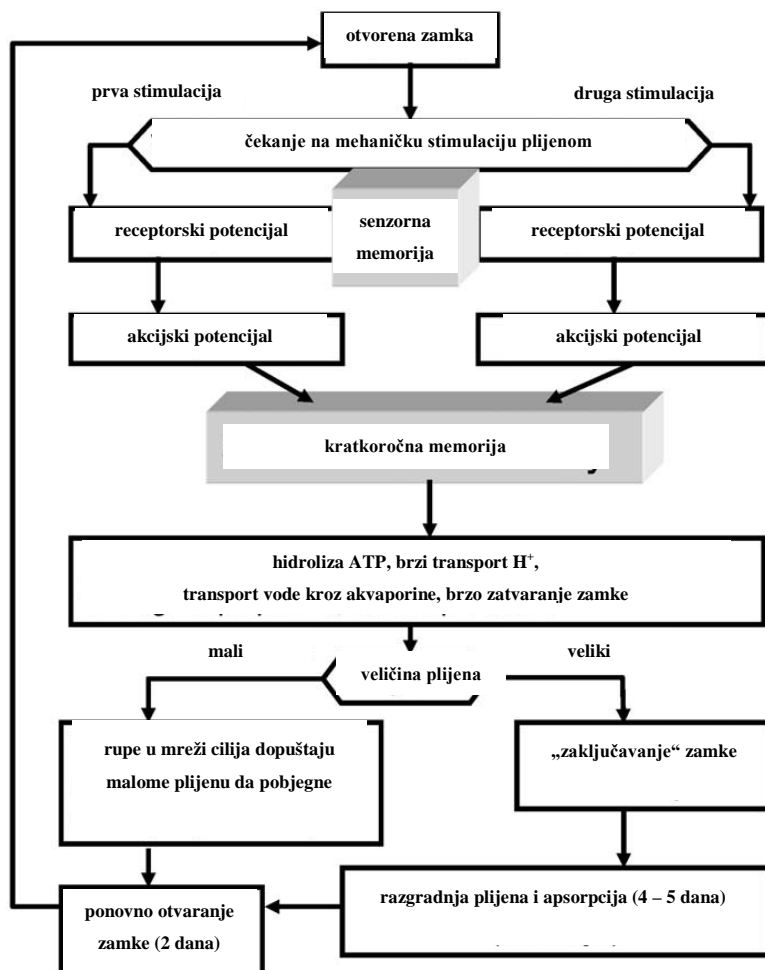 otvorena zamka
prva stimulacija
druga stimulacija
čekanje na mehaničku stimulaciju plijenom
receptorski potencijal
senzorna
memorija
receptorski potencijal
akcijski potencijal
akcijski potencijal
kratkoročna memorija
hidroliza ATP, brzi transport H⁺,
transport vode kroz akvaporine, brzo zatvaranje zamke
mali
veliki
veličina plijena
rupe u mreži cilija dopuštaju
malome plijenu da pobjegne
„zaključavanje“ zamke
razgradnja plijena i apsorpcija (4 – 5 dana)
ponovno otvaranje
zamke (2 dana)